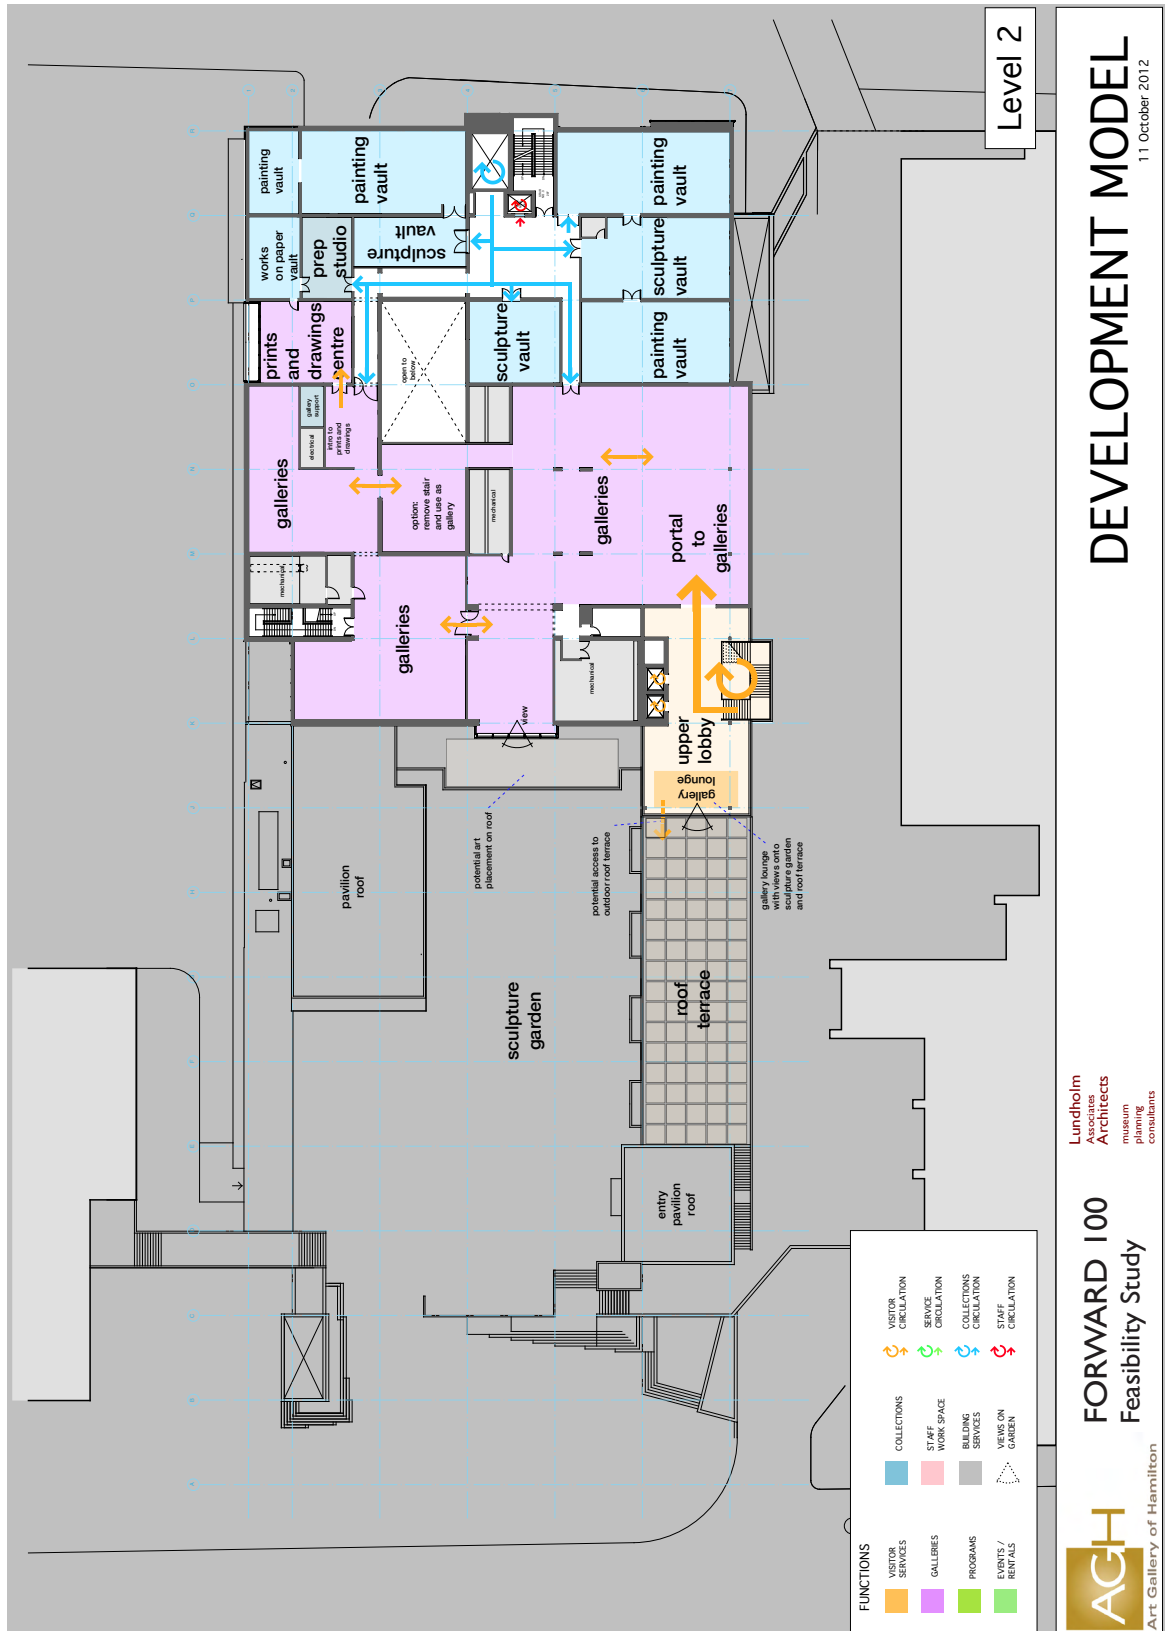 Level 2
DEVELOPMENT MODEL
11 October 2012
painting
vault
painting
vault
painting
vault
works
on paper
vault
prep
studio
sculpture
vault
sculpture
vault
prints
and
drawings
centre
open to
below
sculpture
vault
painting
vault
gallery
support
electrical
intro to
prints and
drawings
galleries
option:
remove stair
and use as
gallery
mechanical
galleries
portal
to
galleries
mechanical
galleries
mechanical
view
upper
lobby
gallery
lounge
pavilion
roof
potential art
placement on roof
potential access to
outdoor roof terrace
gallery lounge
with views onto
sculpture garden
and roof terrace
sculpture
garden
roof
terrace
entry
pavilion
roof
FUNCTIONS
VISITOR
SERVICES
GALLERIES
PROGRAMS
EVENTS /
RENTALS
COLLECTIONS
STAFF
WORK SPACE
BUILDING
SERVICES
VIEWS ON
GARDEN
VISITOR
CIRCULATION
SERVICE
CIRCULATION
COLLECTIONS
CIRCULATION
STAFF
CIRCULATION
Lundholm
Associates
Architects
museum
planning
consultants
FORWARD 100
Feasibility Study
AGH
Art Gallery of Hamilton